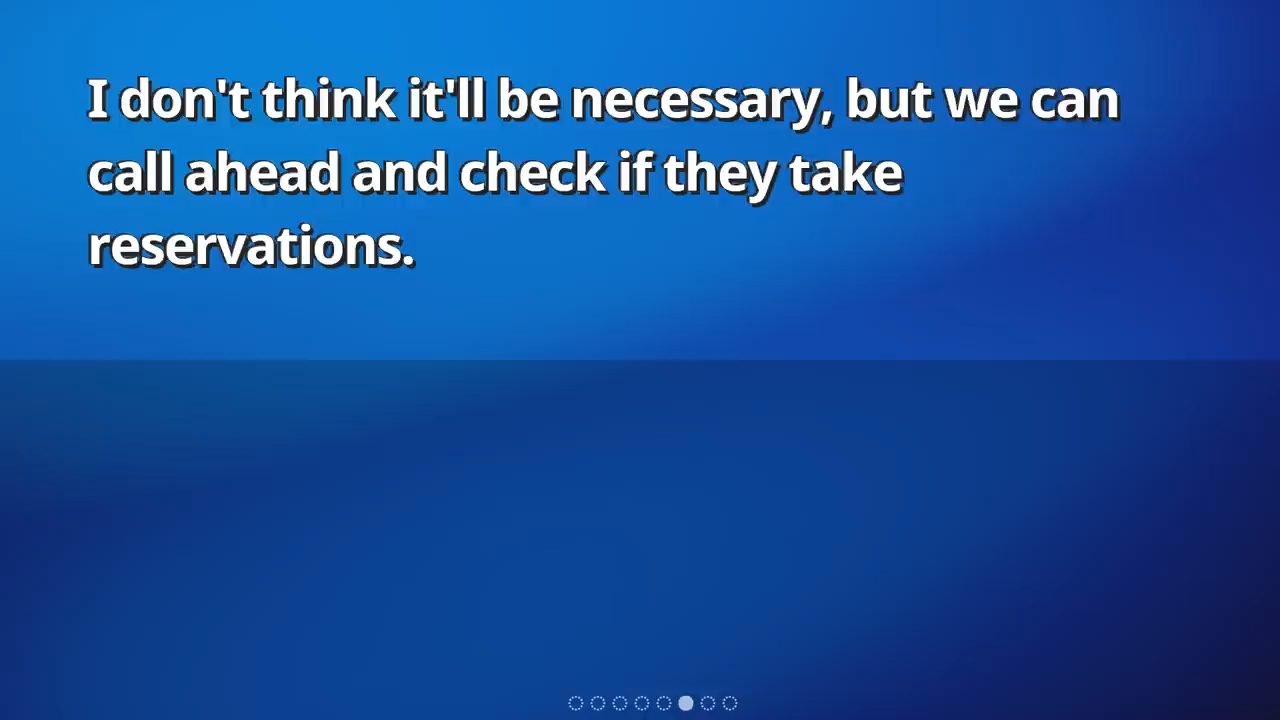 I don't think it'll be necessary, but we can
call ahead and check if they take
reservations.